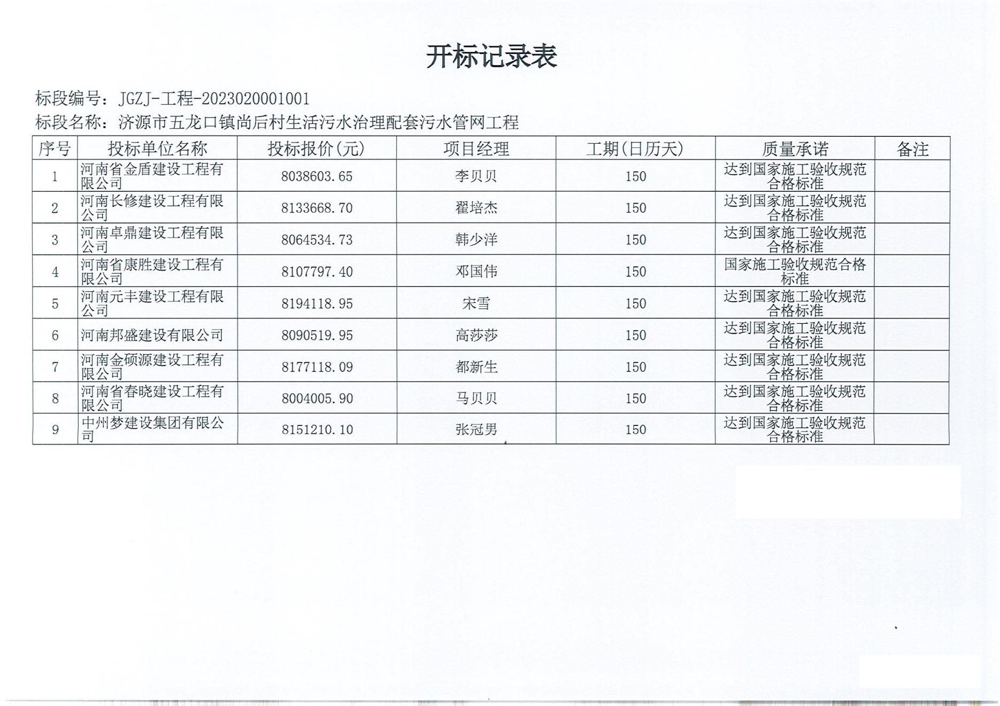 开标记录表
标段编号：JGZJ-工程-2023020001001
标段名称：济源市五龙口镇尚后村生活污水治理配套污水管网工程
序号 投标单位名称 投标报价(元) 项目经理 工期(日历天) 质量承诺 备注
1 河南省金盾建设工程有限公司 8038603.65 李贝贝 150 达到国家施工验收规范合格标准
2 河南长修建设工程有限公司 8133668.70 翟培杰 150 达到国家施工验收规范合格标准
3 河南卓鼎建设工程有限公司 8064534.73 韩少洋 150 达到国家施工验收规范合格标准
4 河南省康胜建设工程有限公司 8107797.40 邓国伟 150 国家施工验收规范合格标准
5 河南元丰建设工程有限公司 8194118.95 宋雪 150 达到国家施工验收规范合格标准
6 河南邦盛建设有限公司 8090519.95 高莎莎 150 达到国家施工验收规范合格标准
7 河南金硕源建设工程有限公司 8177118.09 都新生 150 达到国家施工验收规范合格标准
8 河南省春晓建设工程有限公司 8004005.90 马贝贝 150 达到国家施工验收规范合格标准
9 中州梦建设集团有限公司 8151210.10 张冠男 150 达到国家施工验收规范合格标准